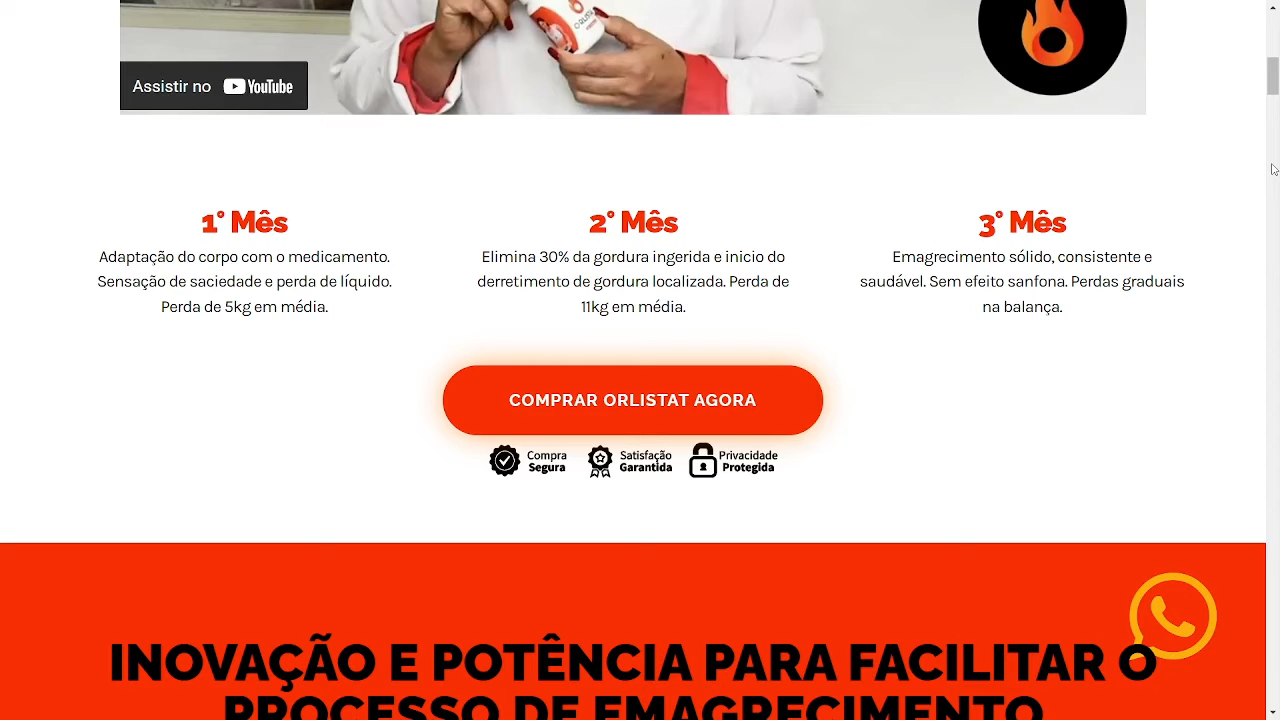 Assistir no YouTube
1° Mês
Adaptação do corpo com o medicamento.
Sensação de saciedade e perda de líquido.
Perda de 5kg em média.
2° Mês
Elimina 30% da gordura ingerida e inicio do
derretimento de gordura localizada. Perda de
11kg em média.
3° Mês
Emagrecimento sólido, consistente e
saudável. Sem efeito sanfona. Perdas graduais
na balança.
COMPRAR ORLISTAT AGORA
Compra
Segura
Satisfação
Garantida
Privacidade
Protegida
INOVAÇÃO E POTÊNCIA PARA FACILITAR O
PROCESSO DE EMAGRECIMENTO